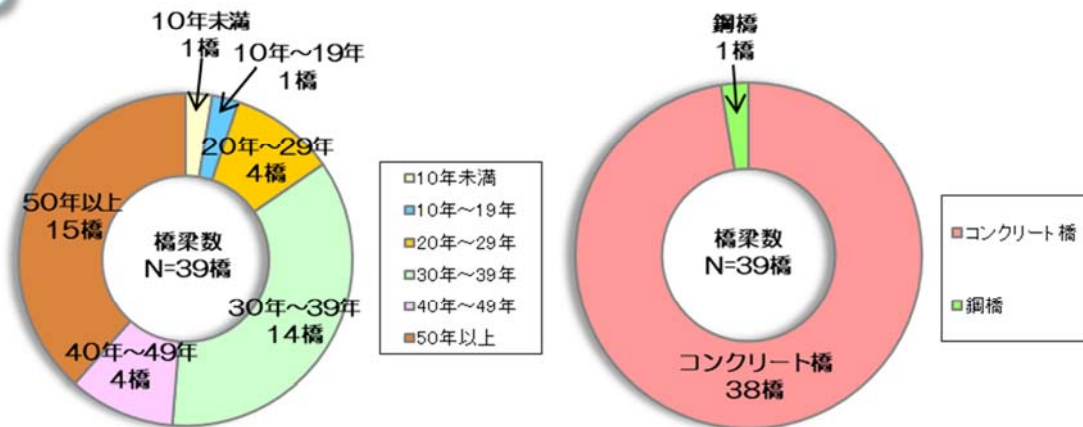 10年未満
1橋
10年～19年
1橋
20年～29年
4橋
30年～39年
14橋
40年～49年
4橋
50年以上
15橋
橋梁数
N=39橋
10年未満
10年～19年
20年～29年
30年～39年
40年～49年
50年以上
鋼橋
1橋
橋梁数
N=39橋
コンクリート橋
38橋
コンクリート橋
鋼橋